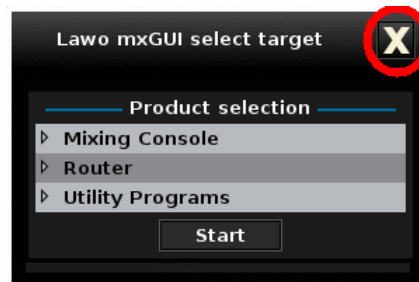 Lawo mxGUI select target
X
Product selection
Mixing Console
Router
Utility Programs
Start